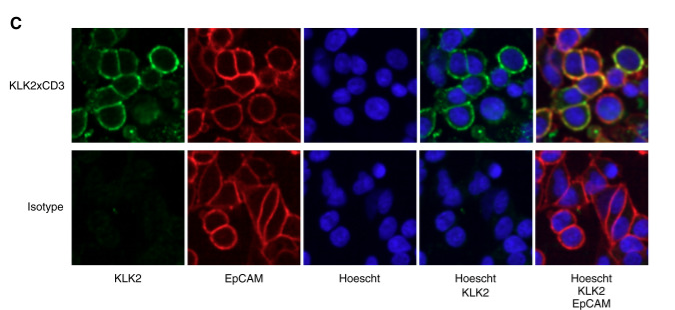 C
KLK2xCD3
Isotype
KLK2
EpCAM
Hoescht
Hoescht
KLK2
Hoescht
KLK2
EpCAM